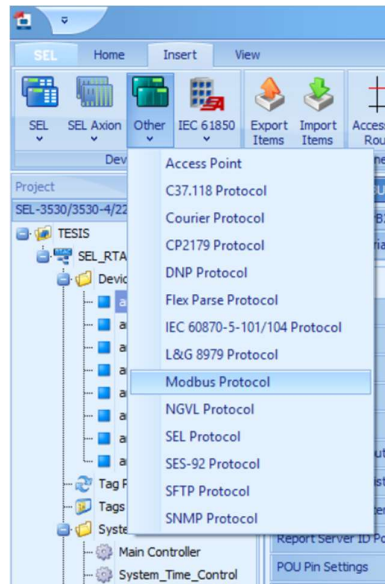 SEL Home Insert View
SEL SEL Axion Other IEC 61850 Export Items Import Items
Access Point
C37.118 Protocol
Courier Protocol
CP2179 Protocol
DNP Protocol
Flex Parse Protocol
IEC 60870-5-101/104 Protocol
L&G 8979 Protocol
Modbus Protocol
NGVL Protocol
SEL Protocol
SES-92 Protocol
SFTP Protocol
SNMP Protocol
Project
SEL-3530/3530-4/22
TESIS
SEL_RTA
Devic
Tag P
Tags
Syste
Main Controller
System_Time_Control
Report Server ID Po
POU Pin Settings